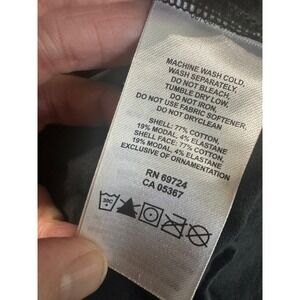 MACHINE WASH COLD,
WASH SEPARATELY.
DO NOT BLEACH.
TUMBLE DRY LOW.
DO NOT IRON.
DO NOT USE FABRIC SOFTENER.
DO NOT DRYCLEAN
SHELL: 77% COTTON,
19% MODAL, 4% ELASTANE
SHELL FACE: 77% COTTON,
19% MODAL, 4% ELASTANE
EXCLUSIVE OF ORNAMENTATION
RN 69724
CA 05367
30C